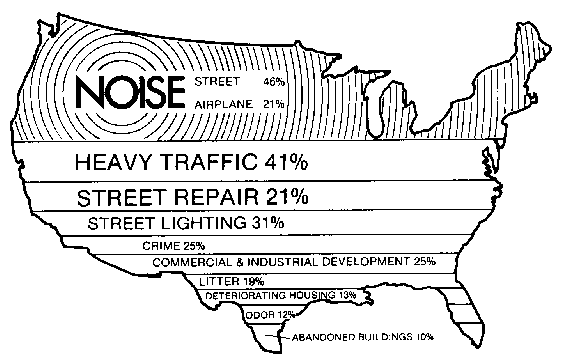 NOISE STREET 46%
AIRPLANE 21%
HEAVY TRAFFIC 41%
STREET REPAIR 21%
STREET LIGHTING 31%
CRIME 25%
COMMERCIAL & INDUSTRIAL DEVELOPMENT 25%
LITTER 19%
DETERIORATING HOUSING 13%
ODOR 12%
ABANDONED BUILDINGS 10%